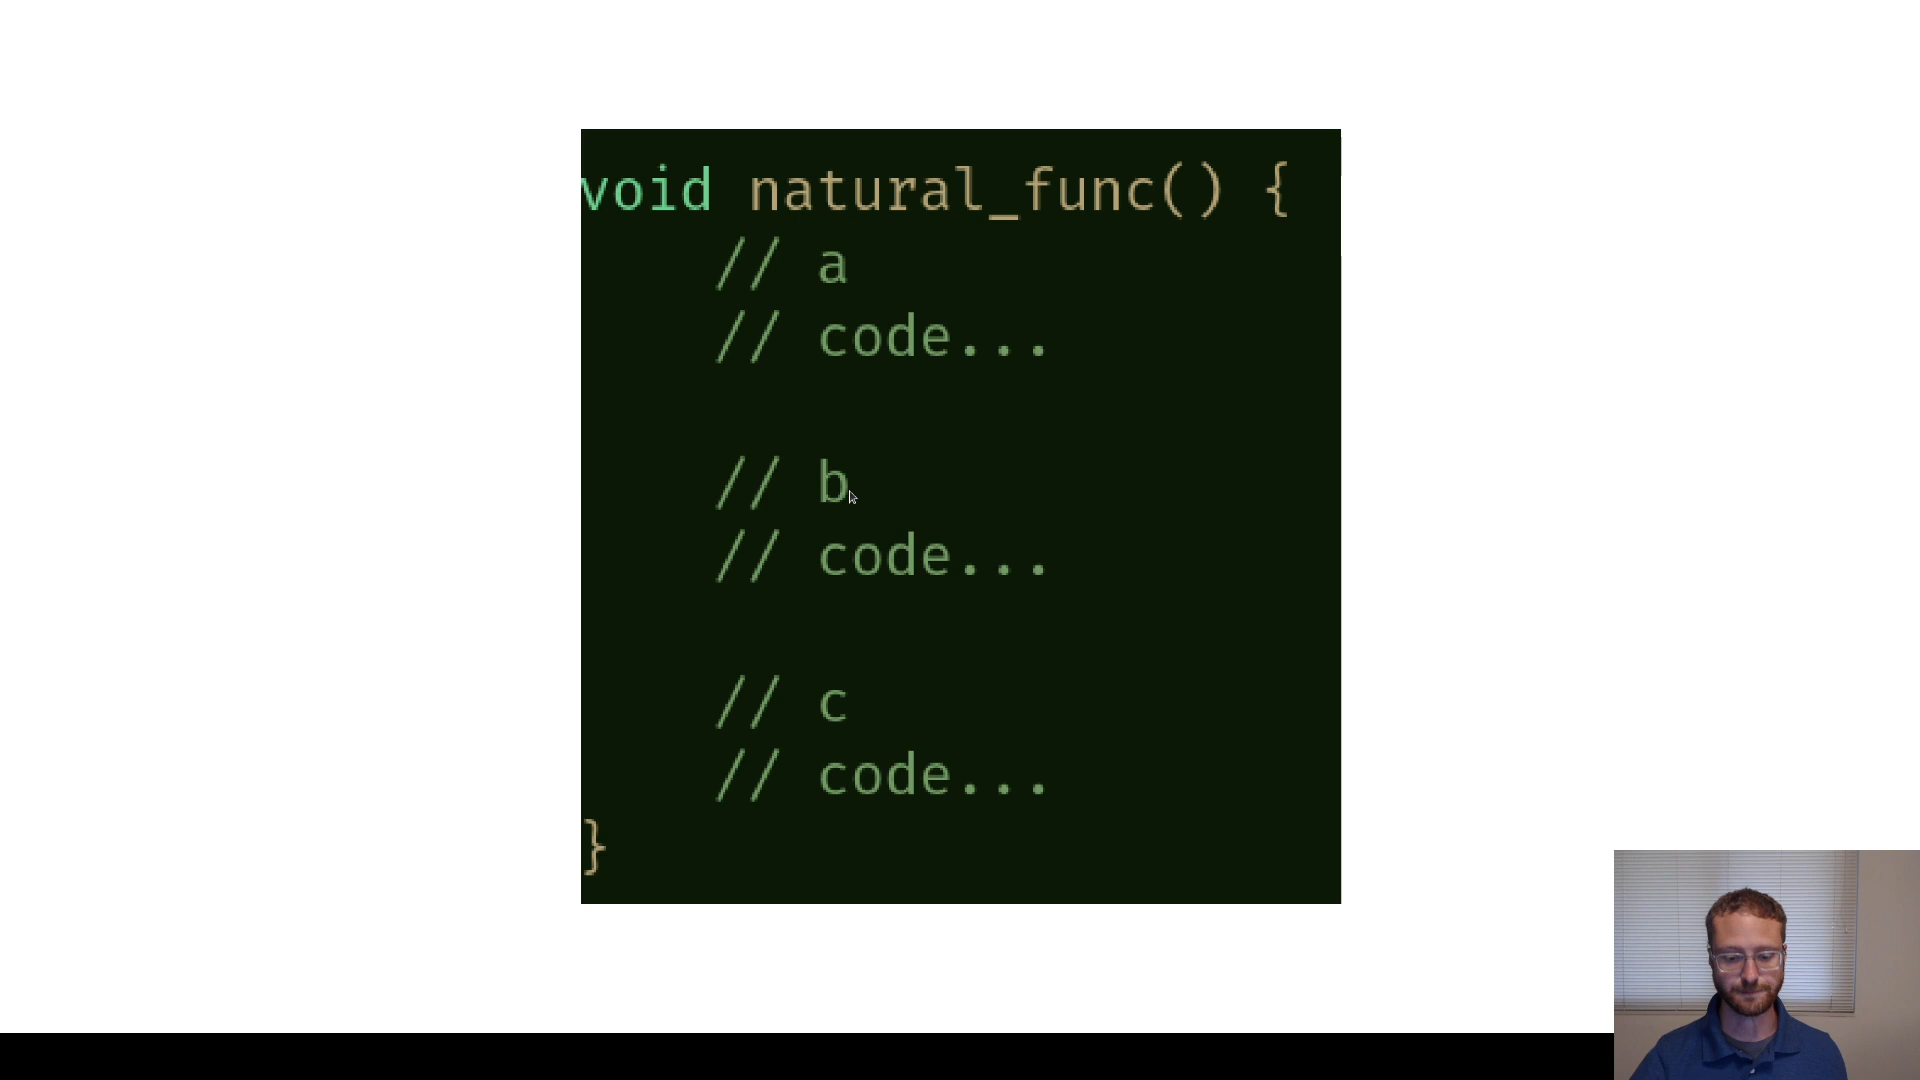 void natural_func() {
// a
// code...
// b
// code...
// c
// code...
}